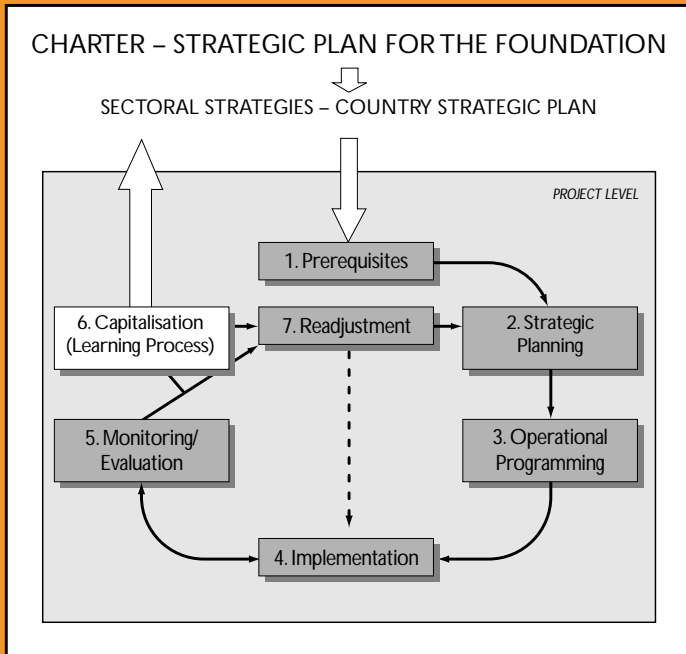 CHARTER – STRATEGIC PLAN FOR THE FOUNDATION
SECTORAL STRATEGIES – COUNTRY STRATEGIC PLAN
PROJECT LEVEL
1. Prerequisites
6. Capitalisation
(Learning Process)
7. Readjustment
2. Strategic
Planning
5. Monitoring/
Evaluation
3. Operational
Programming
4. Implementation